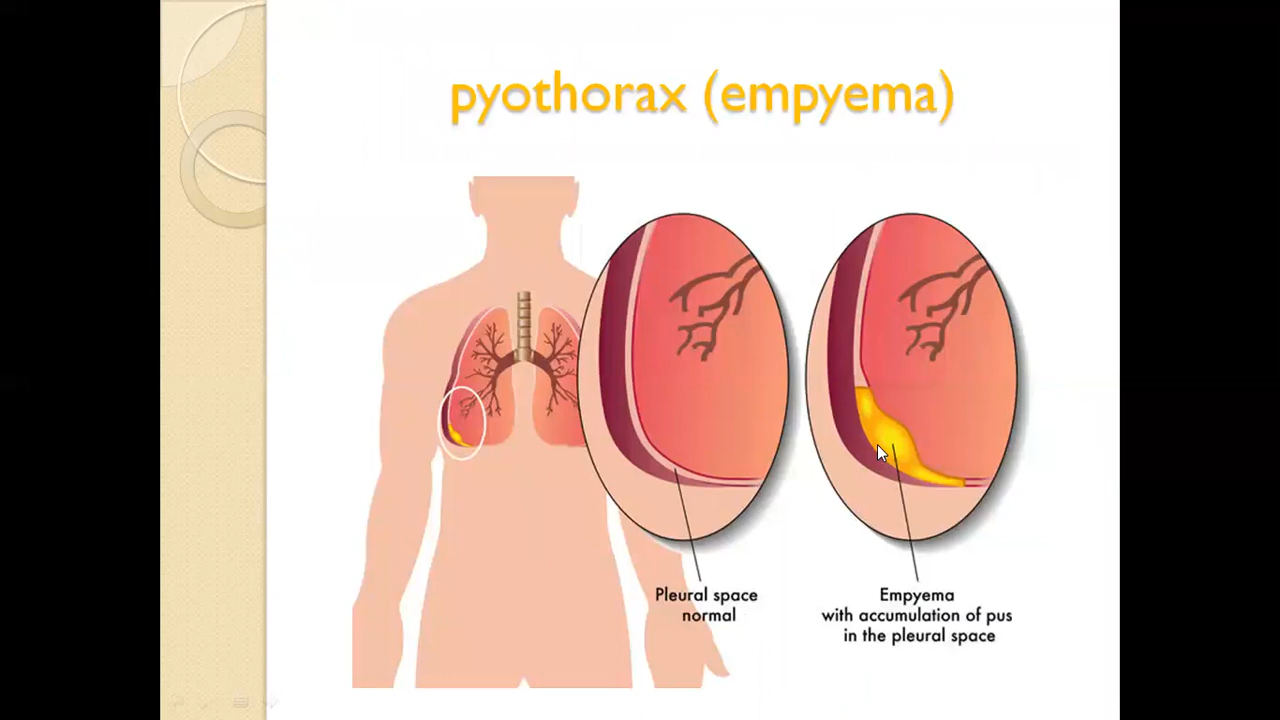 pyothorax (empyema)
Pleural space
normal
Empyema
with accumulation of pus
in the pleural space